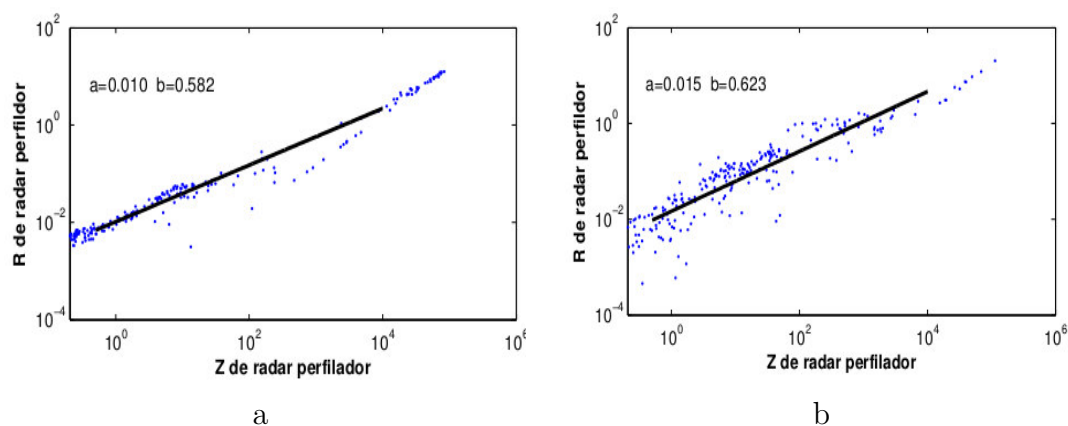 10^2
10^0
10^-2
10^-4
R de radar perfildor
a=0.010 b=0.582
10^0 10^2 10^4 10^6
Z de radar perfilador
a
10^2
10^0
10^-2
10^-4
R de radar perfildor
a=0.015 b=0.623
10^0 10^2 10^4 10^6
Z de radar perfilador
b